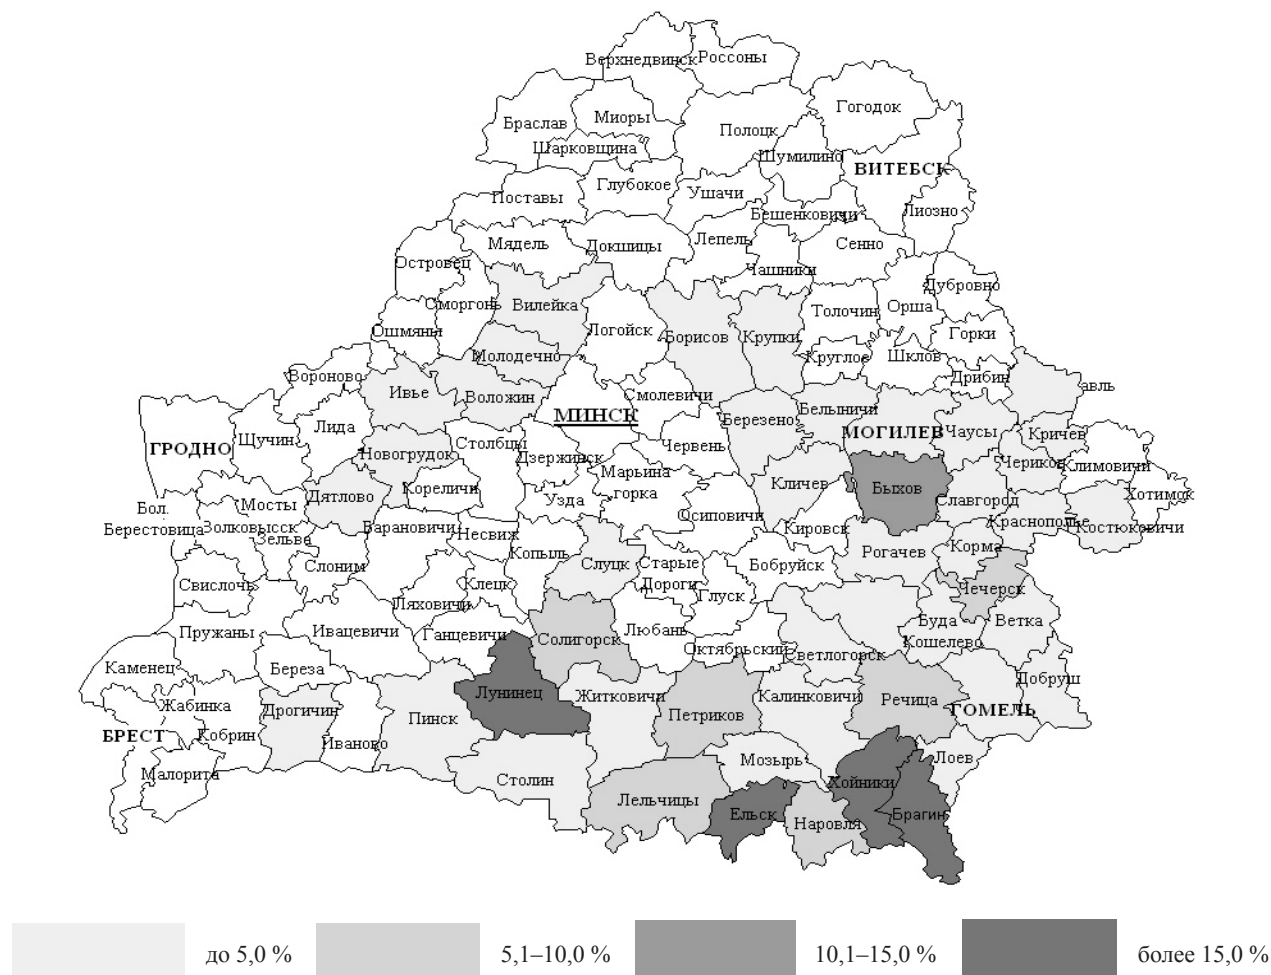 Верхнедвинск
Россоны
Гогодок
Браслав
Миоры
Полоцк
Шарковщина
Шумилино
ВИТЕБСК
Глубокое
Ушачи
Поставы
Лиозно
Бешенковичи
Мядель
Докшицы
Лепель
Сенно
Островец
Чашники
Дубровно
Сморгонь
Вилейка
Толочин
Орша
Ошмяны
Логойск
Борисов
Крупки
Горки
Молодечно
Круглое
Шклов
Вороново
Дрибин
авль
Ивье
Воложин
Смолевичи
МИНСК
Белыничи
Березено
Лида
МОГИЛЕВ
Чаусы
Кричев
ГРОДНО
Щучин
Столбцы
Червень
Новогрудок
Дзержинск
Чериков
Климовичи
Марьина
горка
Дятлово
Кореличи
Кличев
Быхов
Хотимск
Бол.
Берестовица
Мосты
Узда
Славгород
Осиповичи
Волковысск
Барановичи
Кировск
Краснополье
Костюковичи
Зельва
Несвиж
Копыль
Рогачев
Корма
Слоним
Слуцк
Старые
Дороги
Бобруйск
Свислочь
Клецк
Чечерск
Глуск
Ляховичи
Пружаны
Ивацевичи
Ганцевичи
Солигорск
Любань
Буда
Кошелево
Ветка
Октябрьский
Светлогорск
Каменец
Береза
Добруш
Лунинец
Житковичи
Калинковичи
Речица
Жабинка
Дрогичин
Пинск
Петриков
ГОМЕЛЬ
БРЕСТ
Кобрин
Иваново
Лоев
Малорита
Столин
Мозырь
Хойники
Лельчицы
Ельск
Наровля
Брагин
до 5,0 %
5,1–10,0 %
10,1–15,0 %
более 15,0 %